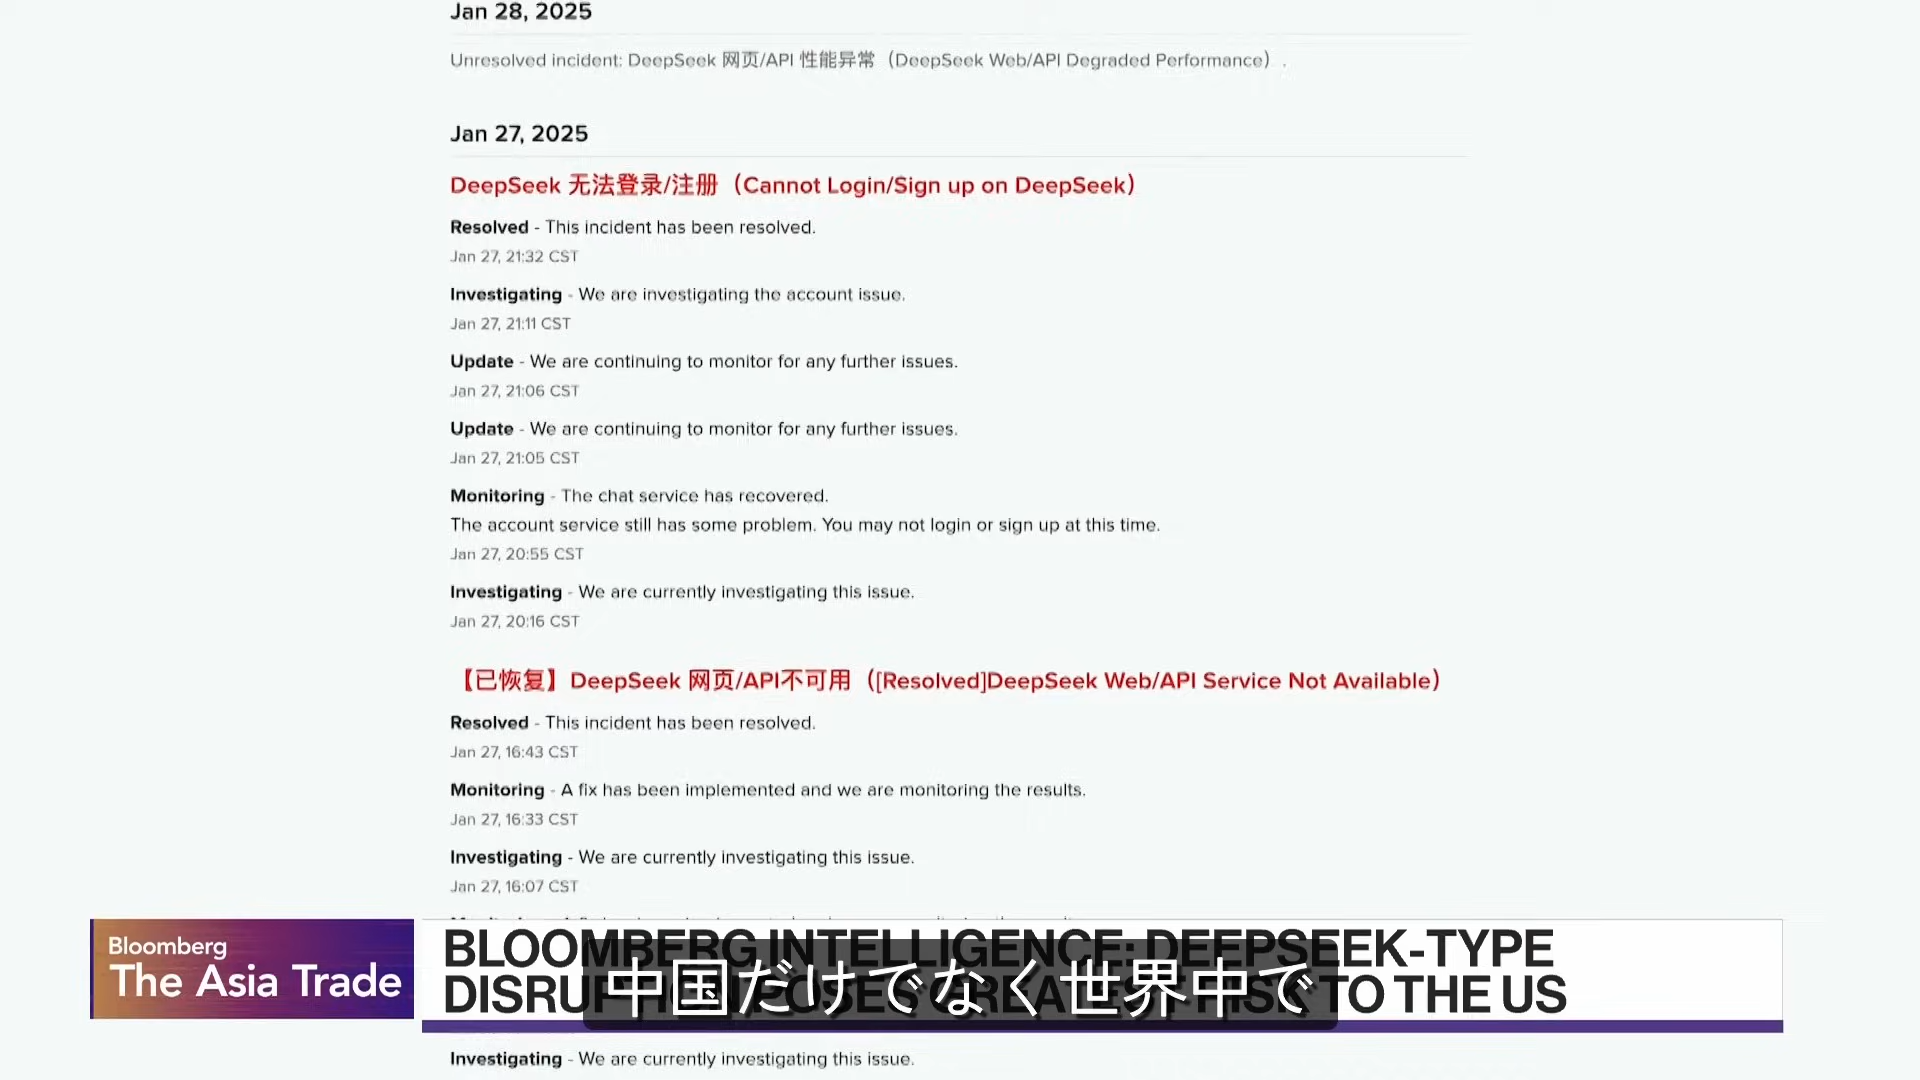 Jan 28, 2025
Unresolved incident: DeepSeek 网页/API 性能异常（DeepSeek Web/API Degraded Performance）.
Jan 27, 2025
DeepSeek 无法登录/注册（Cannot Login/Sign up on DeepSeek）
Resolved - This incident has been resolved.
Jan 27, 21:32 CST
Investigating - We are investigating the account issue.
Jan 27, 21:11 CST
Update - We are continuing to monitor for any further issues.
Jan 27, 21:06 CST
Update - We are continuing to monitor for any further issues.
Jan 27, 21:05 CST
Monitoring - The chat service has recovered.
The account service still has some problem. You may not login or sign up at this time.
Jan 27, 20:55 CST
Investigating - We are currently investigating this issue.
Jan 27, 20:16 CST
【已恢复】DeepSeek 网页/API不可用（[Resolved]DeepSeek Web/API Service Not Available）
Resolved - This incident has been resolved.
Jan 27, 16:43 CST
Monitoring - A fix has been implemented and we are monitoring the results.
Jan 27, 16:33 CST
Investigating - We are currently investigating this issue.
Jan 27, 16:07 CST
Bloomberg
The Asia Trade
BLOOMBERG INTELLIGENCE: DEEPSEEK-TYPE
DISRUPTION POSES GREATEST RISK TO THE US
中国だけでなく世界中で
Investigating - We are currently investigating this issue.